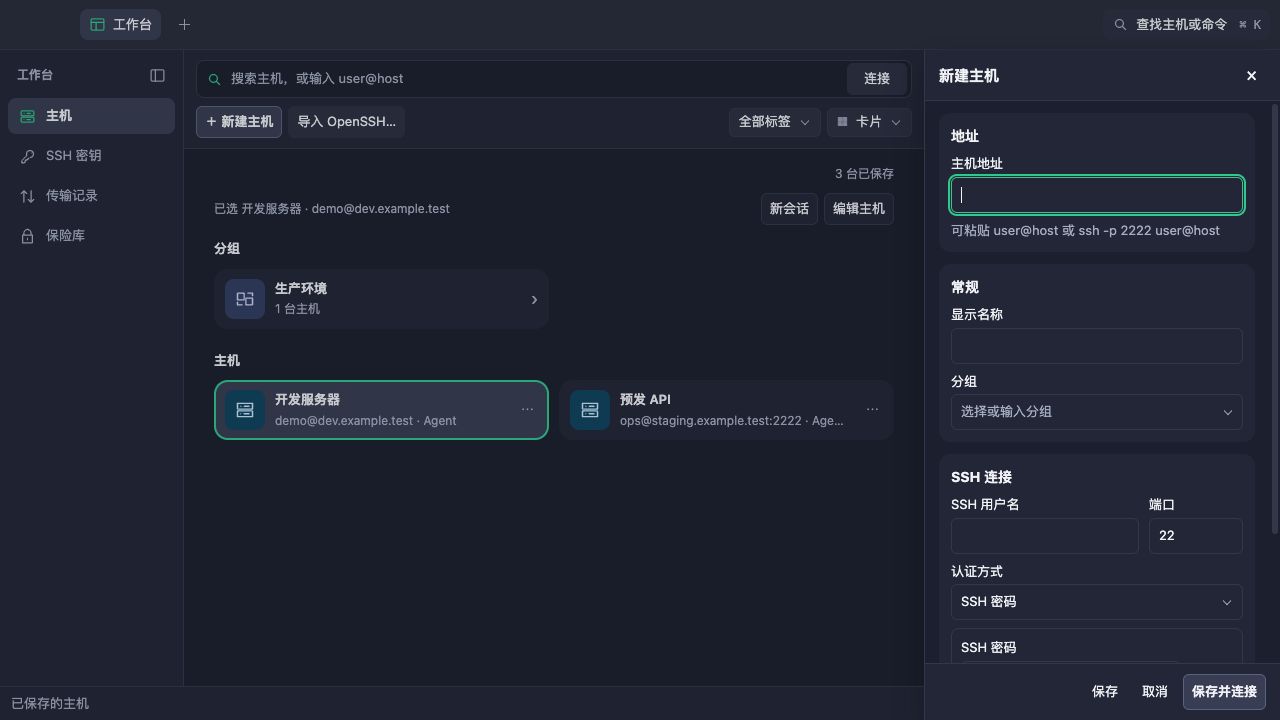 工作台
查找主机或命令 ⌘ K
工作台
主机
SSH 密钥
传输记录
保险库
搜索主机，或输入 user@host
连接
+ 新建主机
导入 OpenSSH...
全部标签
卡片
3 台已保存
已选 开发服务器 · demo@dev.example.test
新会话
编辑主机
分组
生产环境
1 台主机
主机
开发服务器
demo@dev.example.test · Agent
预发 API
ops@staging.example.test:2222 · Age...
已保存的主机
新建主机
地址
主机地址
可粘贴 user@host 或 ssh -p 2222 user@host
常规
显示名称
分组
选择或输入分组
SSH 连接
SSH 用户名
端口
22
认证方式
SSH 密码
SSH 密码
保存
取消
保存并连接